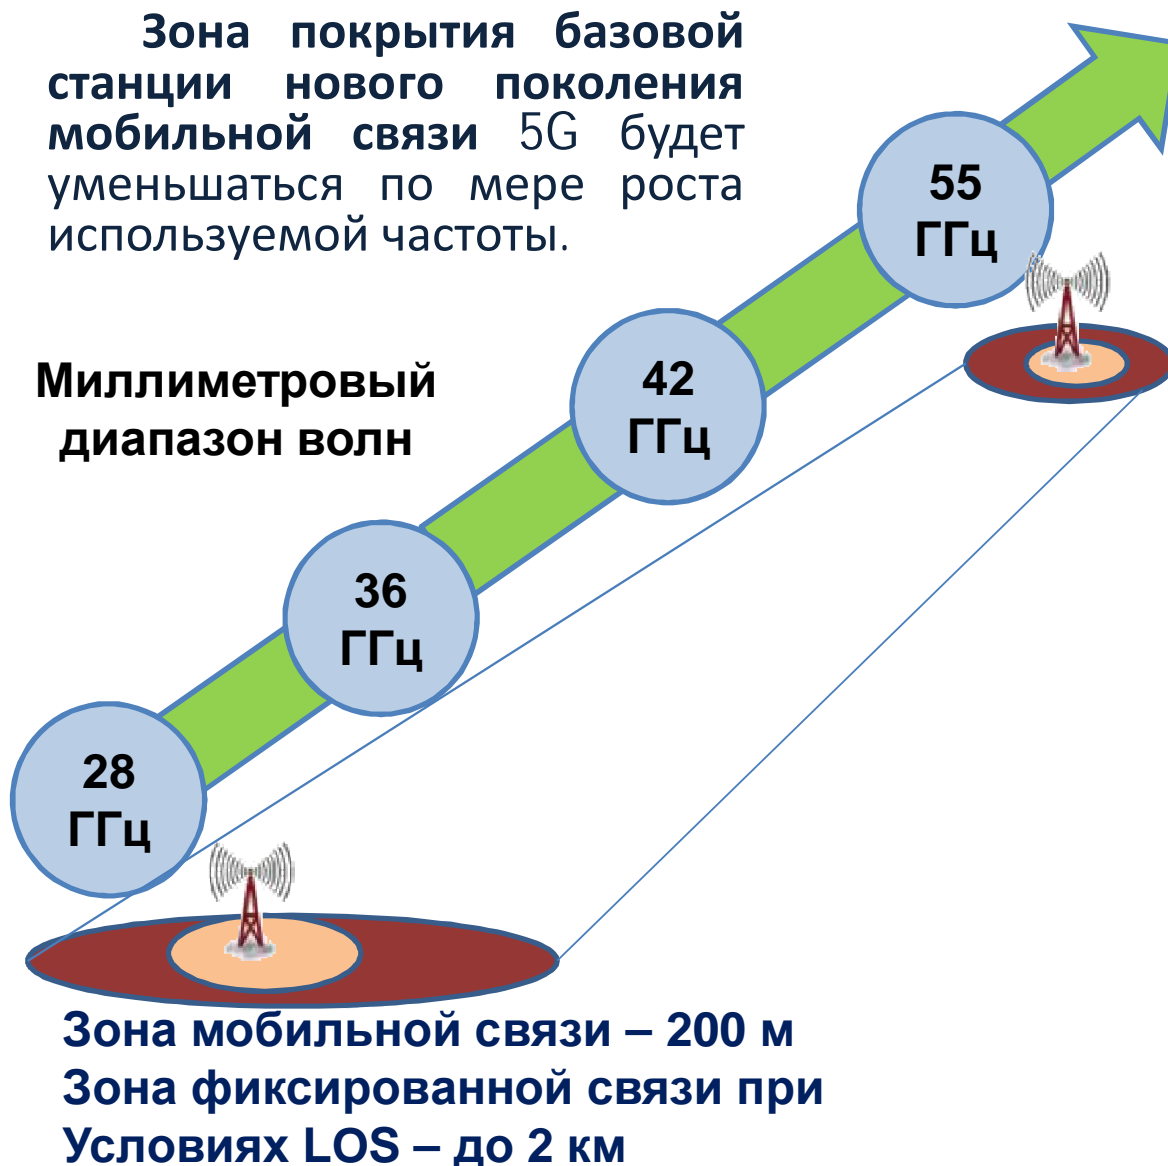 Зона покрытия базовой
станции нового поколения
мобильной связи 5G будет
уменьшаться по мере роста
используемой частоты.
55
ГГц
Миллиметровый
диапазон волн
42
ГГц
36
ГГц
28
ГГц
Зона мобильной связи – 200 м
Зона фиксированной связи при
Условиях LOS – до 2 км